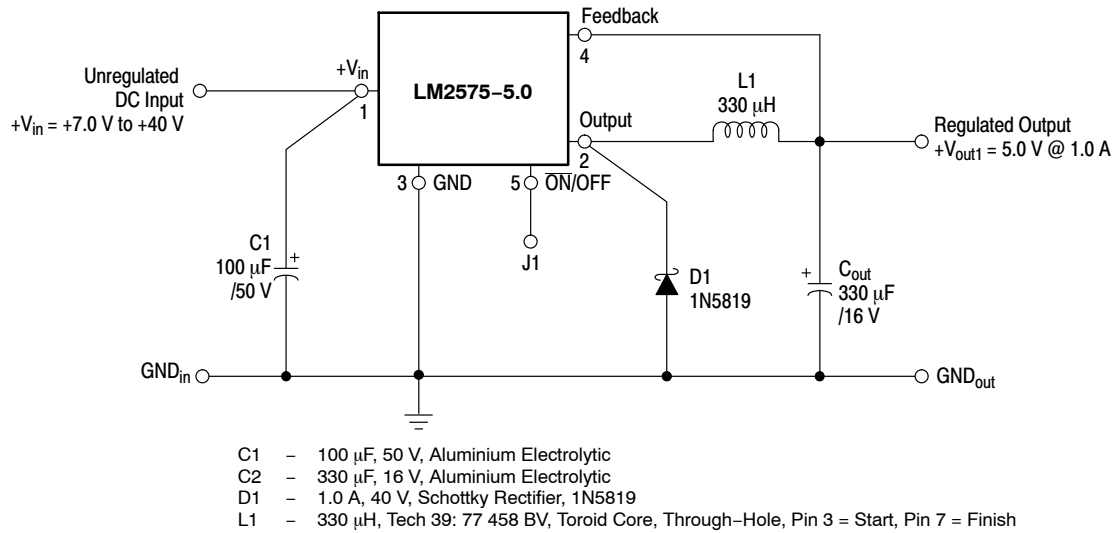 Feedback
4
Unregulated
DC Input
+Vin = +7.0 V to +40 V
+Vin
1
LM2575−5.0
L1
330 μH
Output
2
Regulated Output
+Vout1 = 5.0 V @ 1.0 A
3
GND
5
ON/OFF
J1
C1
100 μF
/50 V
+
D1
1N5819
+
Cout
330 μF
/16 V
GNDin
GNDout
C1 – 100 μF, 50 V, Aluminium Electrolytic
C2 – 330 μF, 16 V, Aluminium Electrolytic
D1 – 1.0 A, 40 V, Schottky Rectifier, 1N5819
L1 – 330 μH, Tech 39: 77 458 BV, Toroid Core, Through−Hole, Pin 3 = Start, Pin 7 = Finish